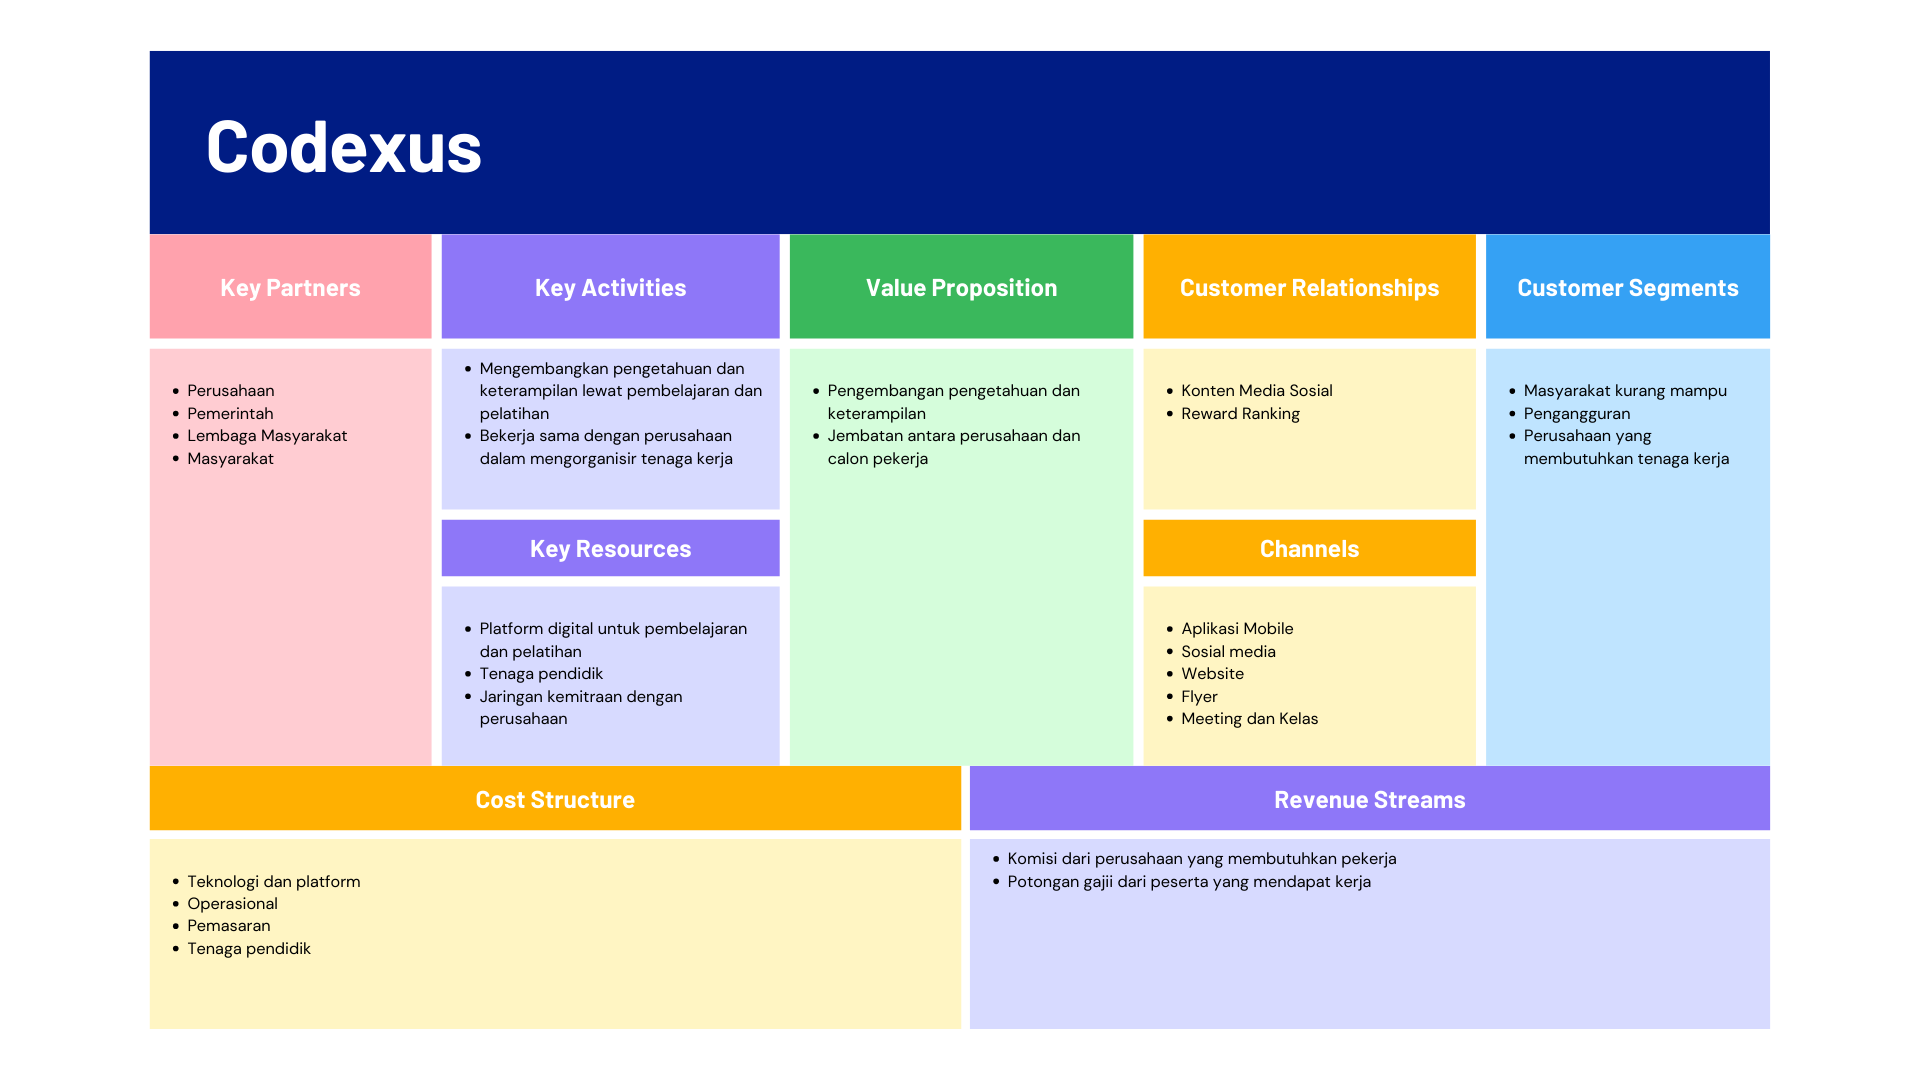 Codexus
Key Partners
• Perusahaan
• Pemerintah
• Lembaga Masyarakat
• Masyarakat
Key Activities
• Mengembangkan pengetahuan dan
keterampilan lewat pembelajaran dan
pelatihan
• Bekerja sama dengan perusahaan
dalam mengorganisir tenaga kerja
Key Resources
• Platform digital untuk pembelajaran
dan pelatihan
• Tenaga pendidik
• Jaringan kemitraan dengan
perusahaan
Value Proposition
• Pengembangan pengetahuan dan
keterampilan
• Jembatan antara perusahaan dan
calon pekerja
Customer Relationships
• Konten Media Sosial
• Reward Ranking
Channels
• Aplikasi Mobile
• Sosial media
• Website
• Flyer
• Meeting dan Kelas
Customer Segments
• Masyarakat kurang mampu
• Pengangguran
• Perusahaan yang
membutuhkan tenaga kerja
Cost Structure
• Teknologi dan platform
• Operasional
• Pemasaran
• Tenaga pendidik
Revenue Streams
• Komisi dari perusahaan yang membutuhkan pekerja
• Potongan gajii dari peserta yang mendapat kerja